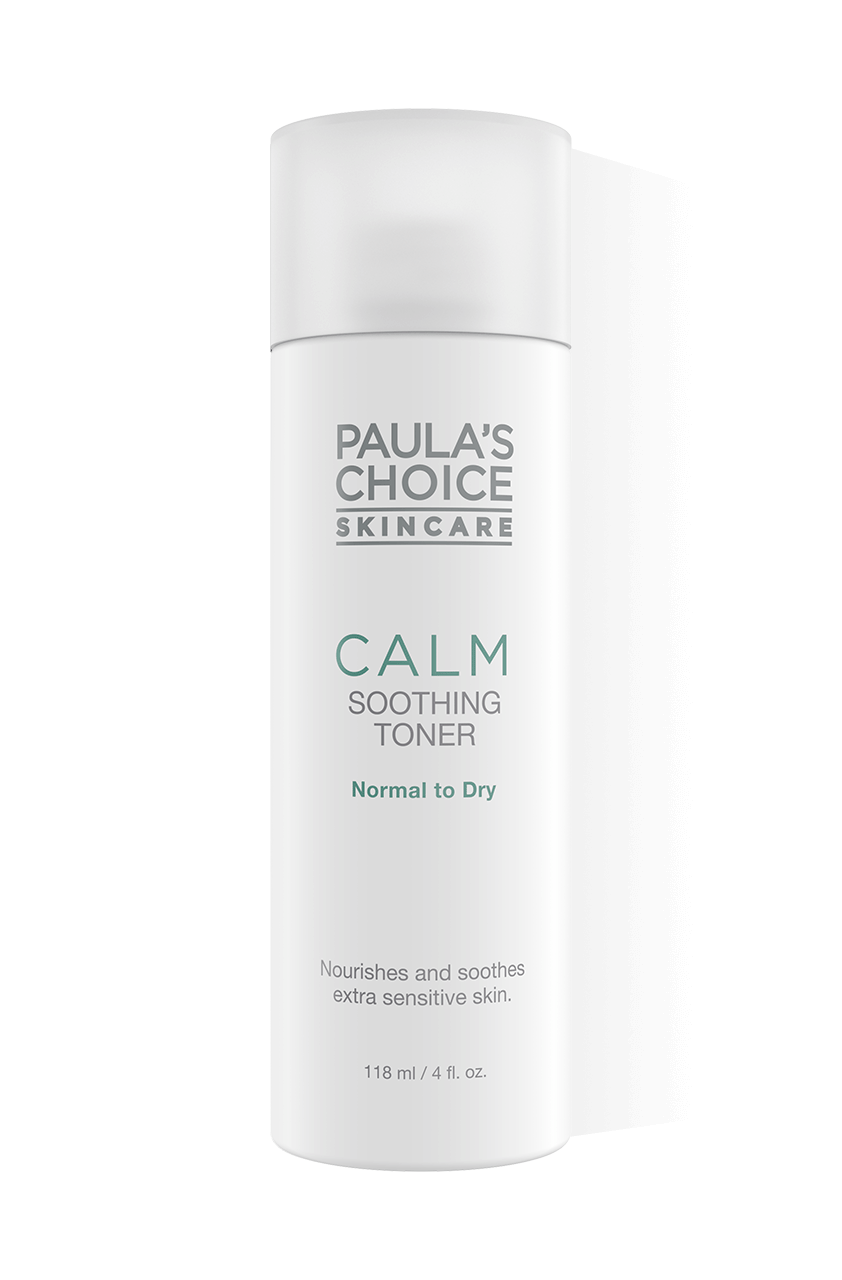 PAULA'S
CHOICE
SKINCARE
CALM
SOOTHING
TONER
Normal to Dry
Nourishes and soothes
extra sensitive skin.
118 ml / 4 fl. oz.